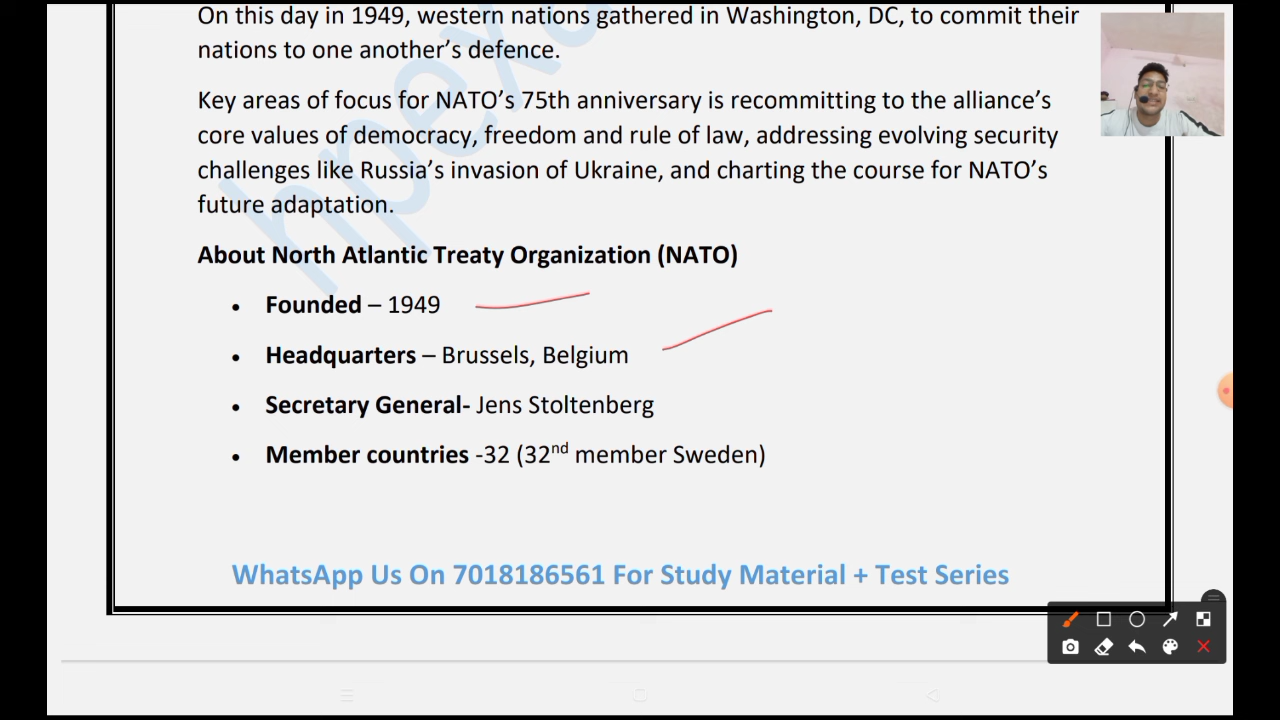 On this day in 1949, western nations gathered in Washington, DC, to commit their
nations to one another’s defence.
Key areas of focus for NATO’s 75th anniversary is recommitting to the alliance’s
core values of democracy, freedom and rule of law, addressing evolving security
challenges like Russia’s invasion of Ukraine, and charting the course for NATO’s
future adaptation.
About North Atlantic Treaty Organization (NATO)
• Founded – 1949
• Headquarters – Brussels, Belgium
• Secretary General- Jens Stoltenberg
• Member countries -32 (32nd member Sweden)
WhatsApp Us On 7018186561 For Study Material + Test Series